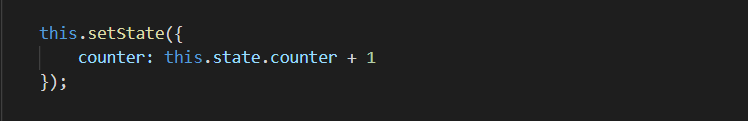 this.setState({
    counter: this.state.counter + 1
});